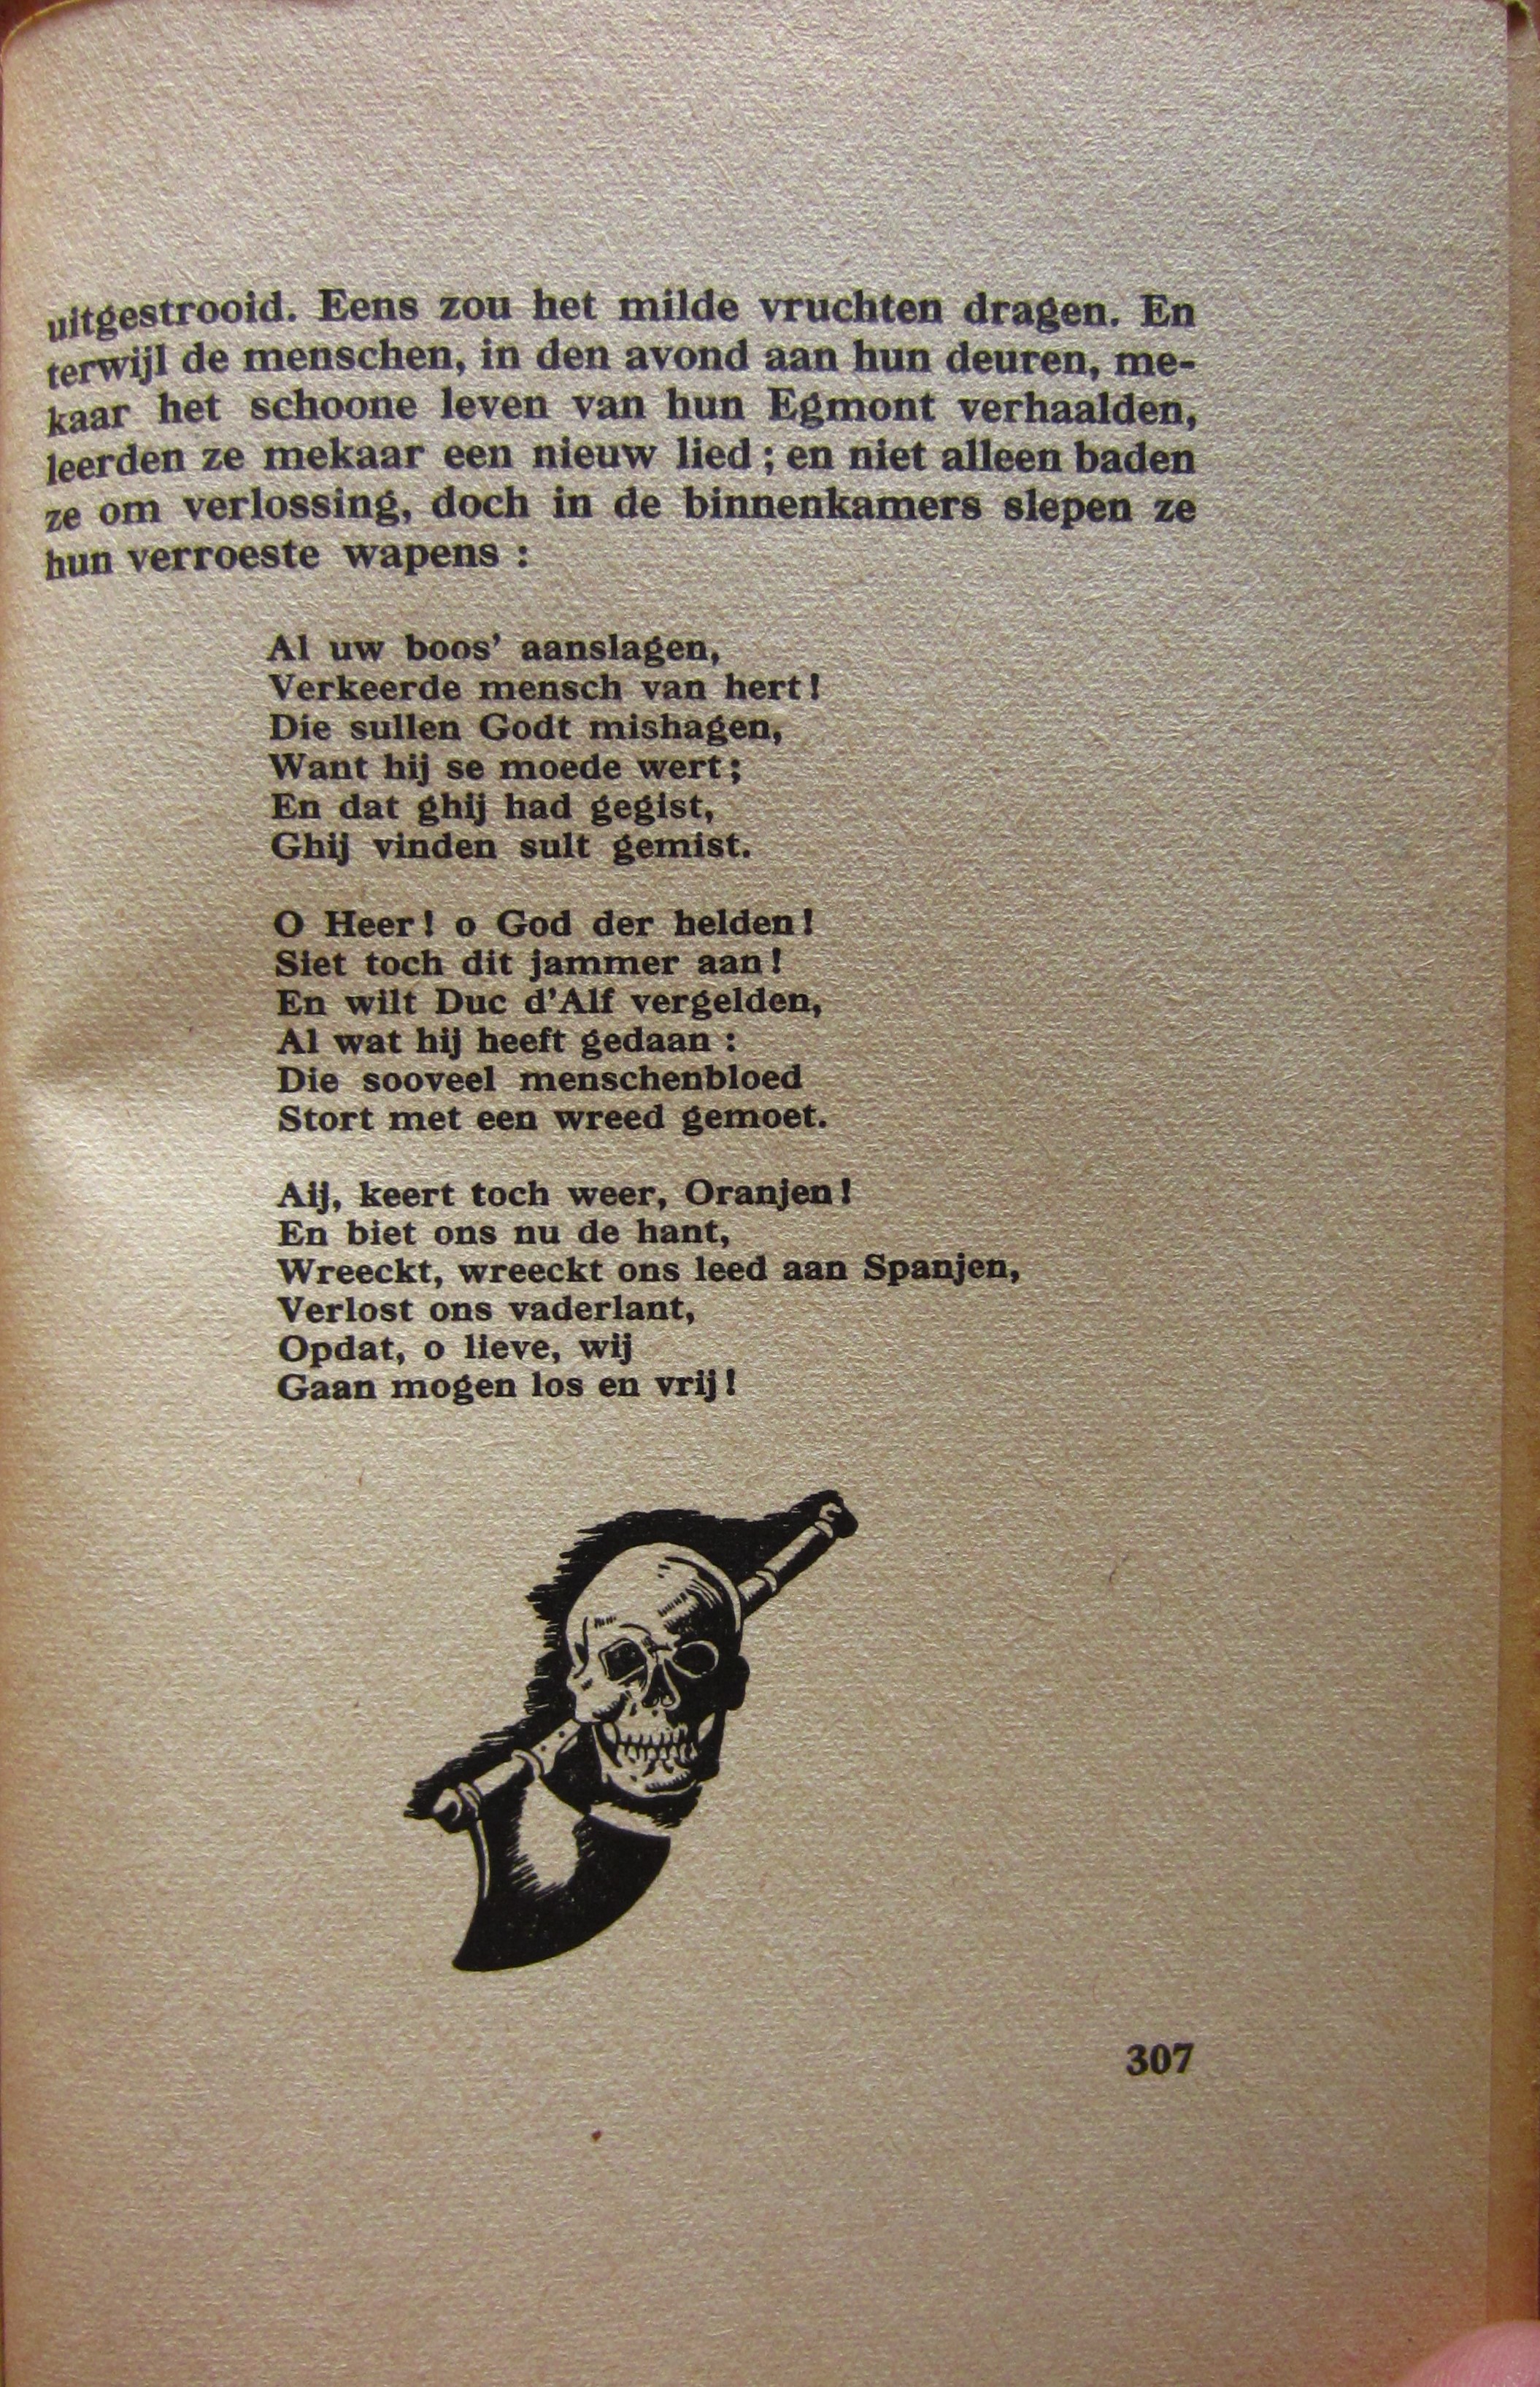 uitgestrooid. Eens zou het milde vruchten dragen. En
terwijl de menschen, in den avond aan hun deuren, me-
kaar het schoone leven van hun Egmont verhaalden,
leerden ze mekaar een nieuw lied ; en niet alleen baden
ze om verlossing, doch in de binnenkamers slepen ze
hun verroeste wapens :
Al uw boos' aanslagen,
Verkeerde mensch van hert !
Die sullen Godt mishagen,
Want hij se moede wert ;
En dat ghij had gegist,
Ghij vinden sult gemist.
O Heer ! o God der helden !
Siet toch dit jammer aan !
En wilt Duc d'Alf vergelden,
Al wat hij heeft gedaan :
Die sooveel menschenbloed
Stort met een wreed gemoet.
Aij, keert toch weer, Oranjen !
En biet ons nu de hant,
Wreeckt, wreeckt ons leed aan Spanjen,
Verlost ons vaderlant,
Opdat, o lieve, wij
Gaan mogen los en vrij !
307